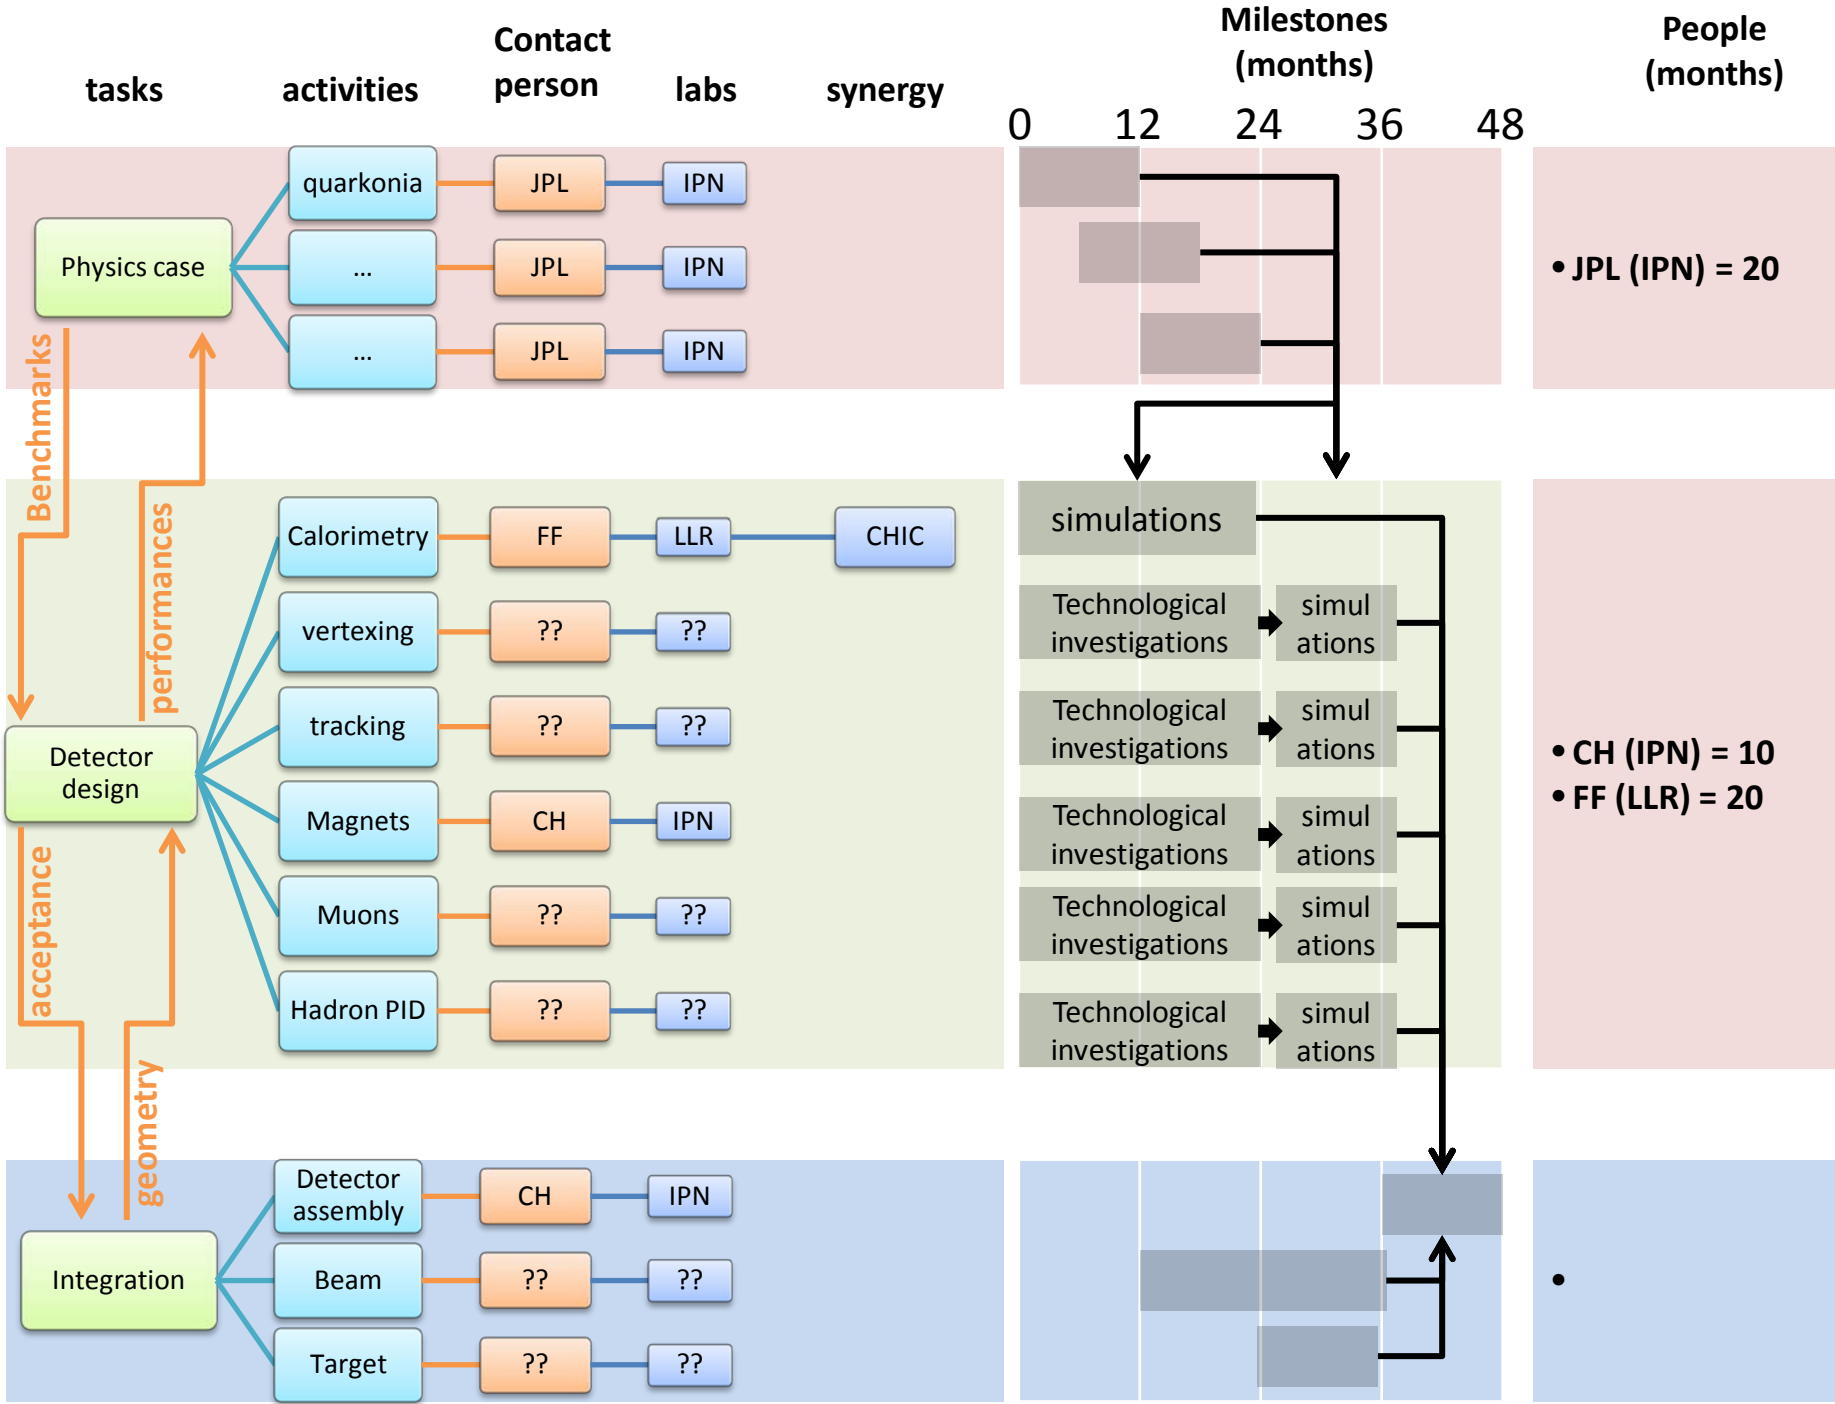 Milestones
(months)
People
(months)
Contact
person
tasks
activities
labs
synergy
0
12
24
36
48
quarkonia
JPL
IPN
Physics case
...
JPL
IPN
...
JPL
IPN
• JPL (IPN) = 20
Benchmarks
performances
Calorimetry
FF
LLR
CHIC
simulations
vertexing
??
??
Technological
investigations
simul
ations
tracking
??
??
Technological
investigations
simul
ations
Detector
design
Magnets
CH
IPN
Technological
investigations
simul
ations
• CH (IPN) = 10
• FF (LLR) = 20
Muons
??
??
Technological
investigations
simul
ations
Hadron PID
??
??
Technological
investigations
simul
ations
acceptance
geometry
Detector
assembly
CH
IPN
Integration
Beam
??
??
•
Target
??
??